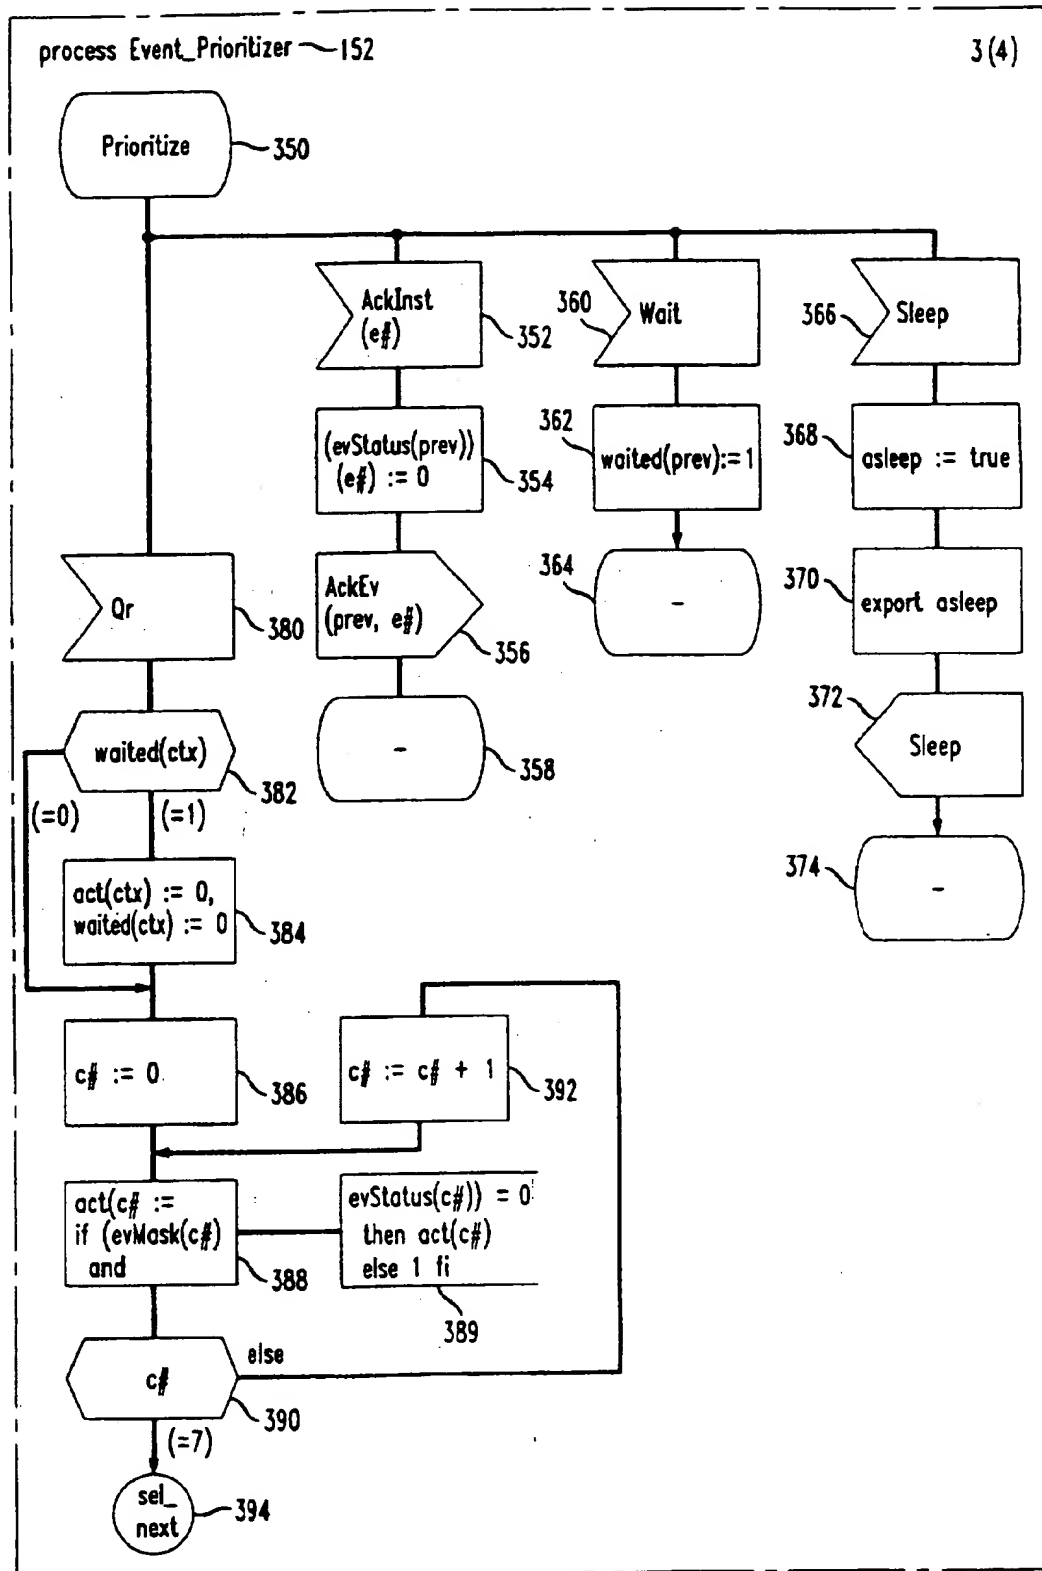 process Event_Prioritizer 152
3 (4)
Prioritize
350
AckInst
(e#)
352
360
Wait
366
Sleep
(evStatus(prev))
(e#) := 0
354
362
waited(prev):=1
368
asleep := true
Qr
380
AckEv
(prev, e#)
356
364
-
370
export asleep
waited(ctx)
382
-
358
372
Sleep
(=0)
(=1)
act(ctx) := 0,
waited(ctx) := 0
384
374
-
c# := 0
386
c# := c# + 1
392
act(c# :=
if (evMask(c#)
and
388
evStatus(c#)) = 0
then act(c#)
else 1 fi
389
c#
else
390
(=7)
sel_
next
394